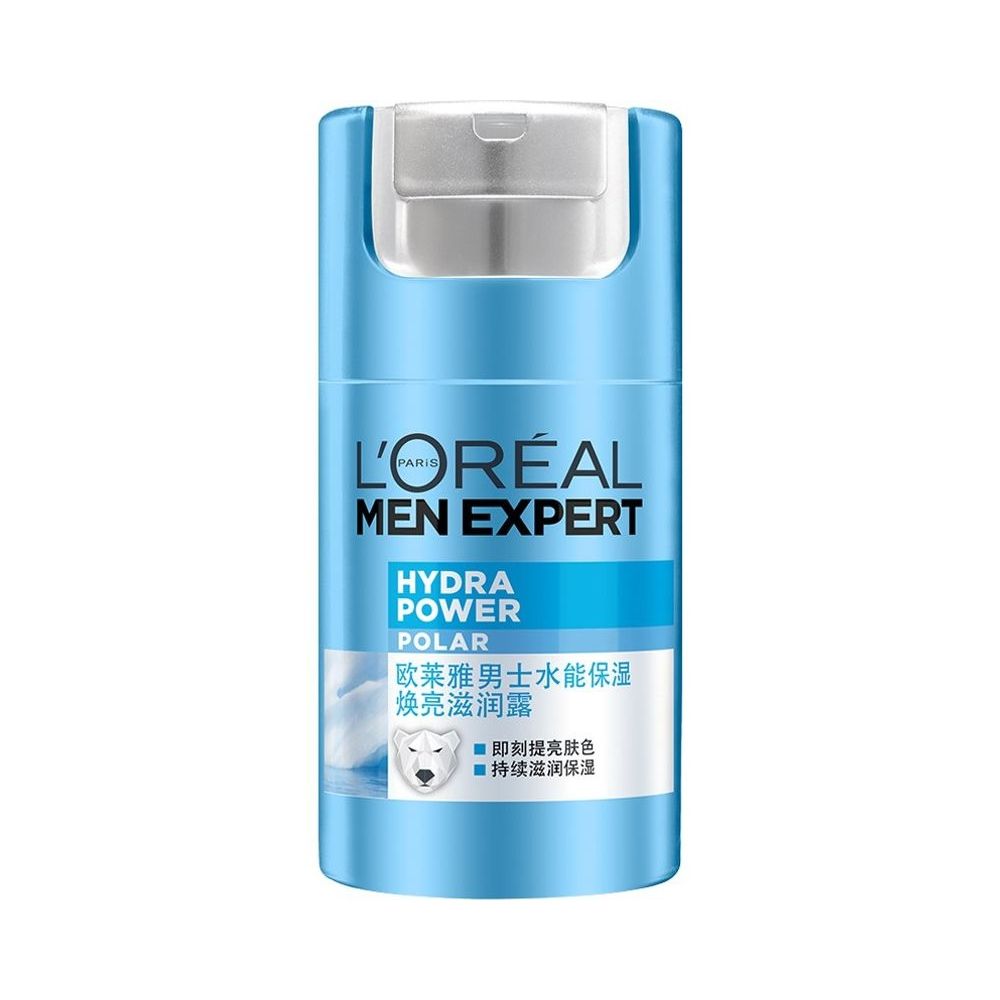 L'ORÉAL
PARiS
MEN EXPERT
HYDRA
POWER
POLAR
欧莱雅男士水能保湿
焕亮滋润露
■ 即刻提亮肤色
■ 持续滋润保湿